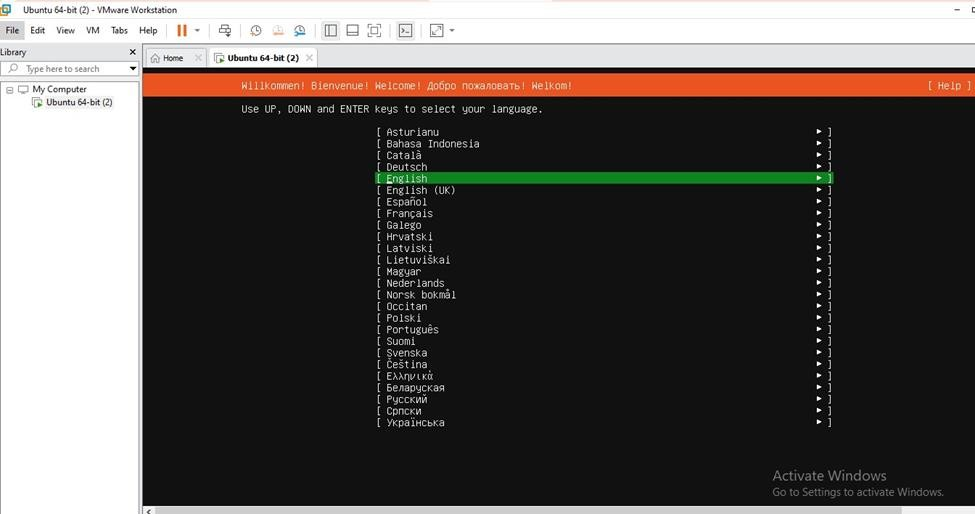 Ubuntu 64-bit (2) - VMware Workstation
File Edit View VM Tabs Help
Library
Type here to search
My Computer
Ubuntu 64-bit (2)
Home Ubuntu 64-bit (2)
Willkommen! Bienvenue! Welcome! Добро пожаловать! Welkom! [ Help ]
Use UP, DOWN and ENTER keys to select your language.
[ Asturianu ▸ ]
[ Bahasa Indonesia ▸ ]
[ Català ▸ ]
[ Deutsch ▸ ]
[ English ▸ ]
[ English (UK) ▸ ]
[ Español ▸ ]
[ Français ▸ ]
[ Galego ▸ ]
[ Hrvatski ▸ ]
[ Latviski ▸ ]
[ Lietuviškai ▸ ]
[ Magyar ▸ ]
[ Nederlands ▸ ]
[ Norsk bokmål ▸ ]
[ Occitan ▸ ]
[ Polski ▸ ]
[ Português ▸ ]
[ Suomi ▸ ]
[ Svenska ▸ ]
[ Čeština ▸ ]
[ Ελληνικά ▸ ]
[ Беларуская ▸ ]
[ Русский ▸ ]
[ Српски ▸ ]
[ Українська ▸ ]
Activate Windows
Go to Settings to activate Windows.